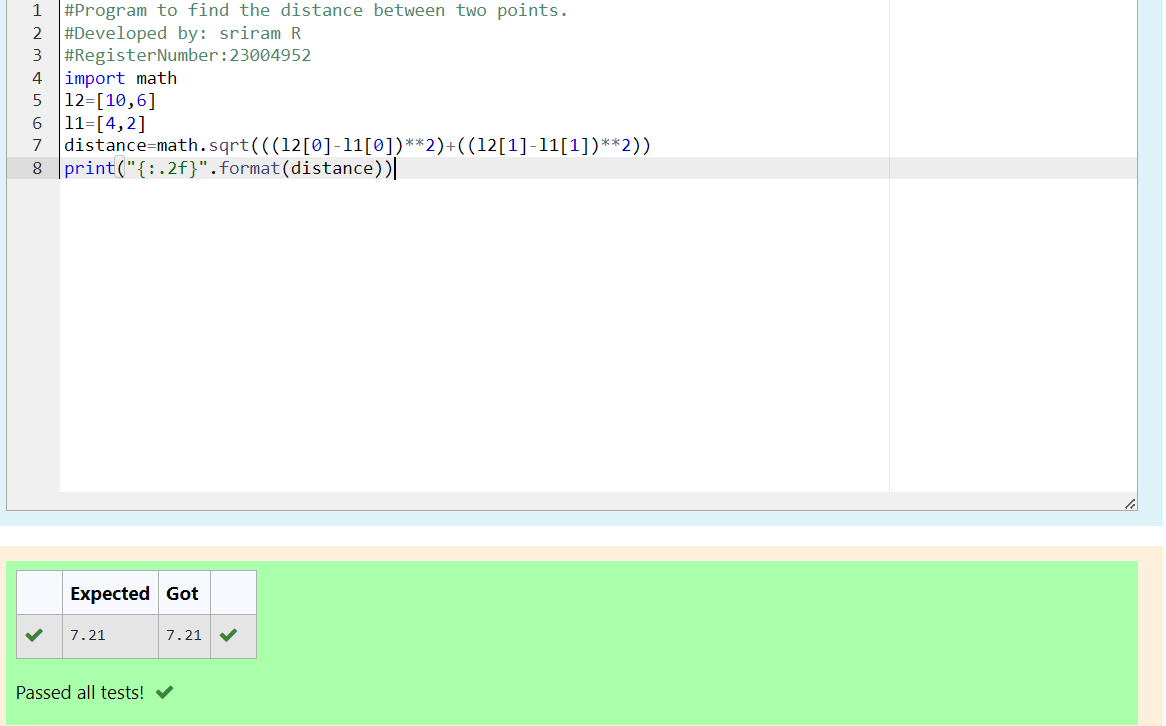 1 #Program to find the distance between two points.
2 #Developed by: sriram R
3 #RegisterNumber:23004952
4 import math
5 l2=[10,6]
6 l1=[4,2]
7 distance=math.sqrt(((l2[0]-l1[0])**2)+((l2[1]-l1[1])**2))
8 print("{:.2f}".format(distance))
Expected Got
7.21 7.21
Passed all tests!